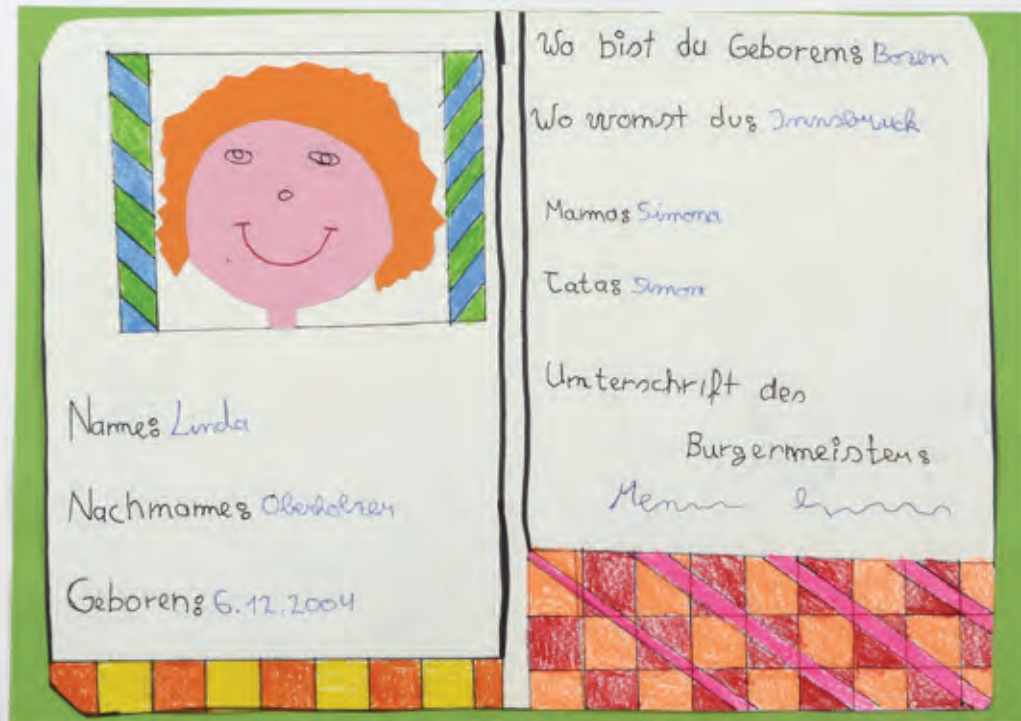 Name: Linda
Nachname: Oberholzer
Geboren: 6.12.2004
Wo bist du Geboren: Bozen
Wo wonst du: Innsbruck
Mama: Simona
Tata: Simon
Unterschrift des
Burgermeisters